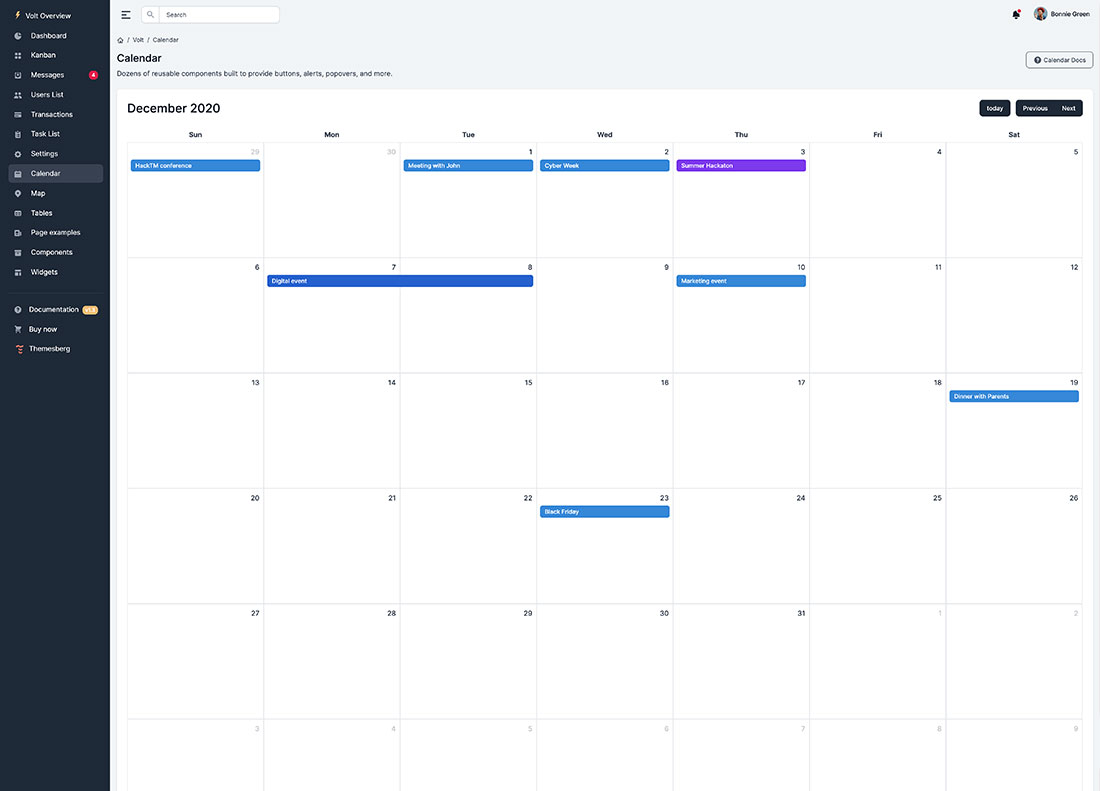 Volt Overview
Dashboard
Kanban
Messages 4
Users List
Transactions
Task List
Settings
Calendar
Map
Tables
Page examples
Components
Widgets
Documentation v1.3
Buy now
Themesberg
Search
Bonnie Green
/ Volt / Calendar
Calendar
Dozens of reusable components built to provide buttons, alerts, popovers, and more.
Calendar Docs
December 2020
today Previous Next
Sun Mon Tue Wed Thu Fri Sat
29 30 1 2 3 4 5
HackTM conference Meeting with John Cyber Week Summer Hackaton
6 7 8 9 10 11 12
Digital event Marketing event
13 14 15 16 17 18 19
Dinner with Parents
20 21 22 23 24 25 26
Black Friday
27 28 29 30 31 1 2
3 4 5 6 7 8 9